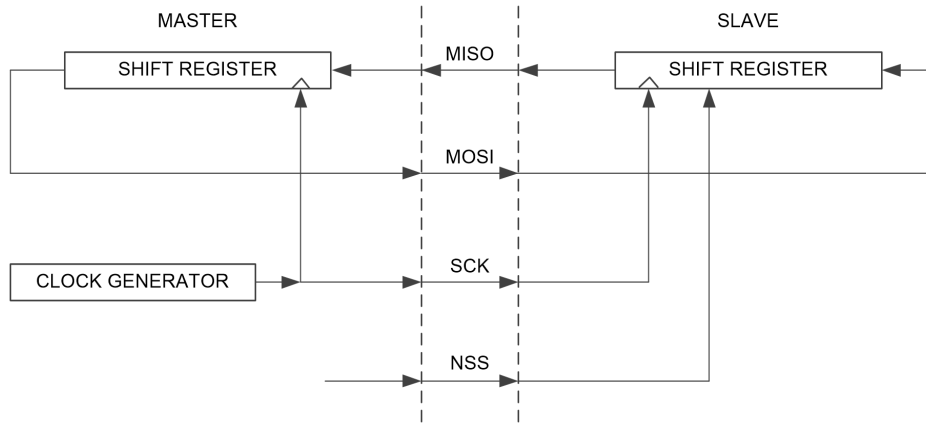 MASTER
SLAVE
MISO
SHIFT REGISTER
SHIFT REGISTER
MOSI
SCK
CLOCK GENERATOR
NSS